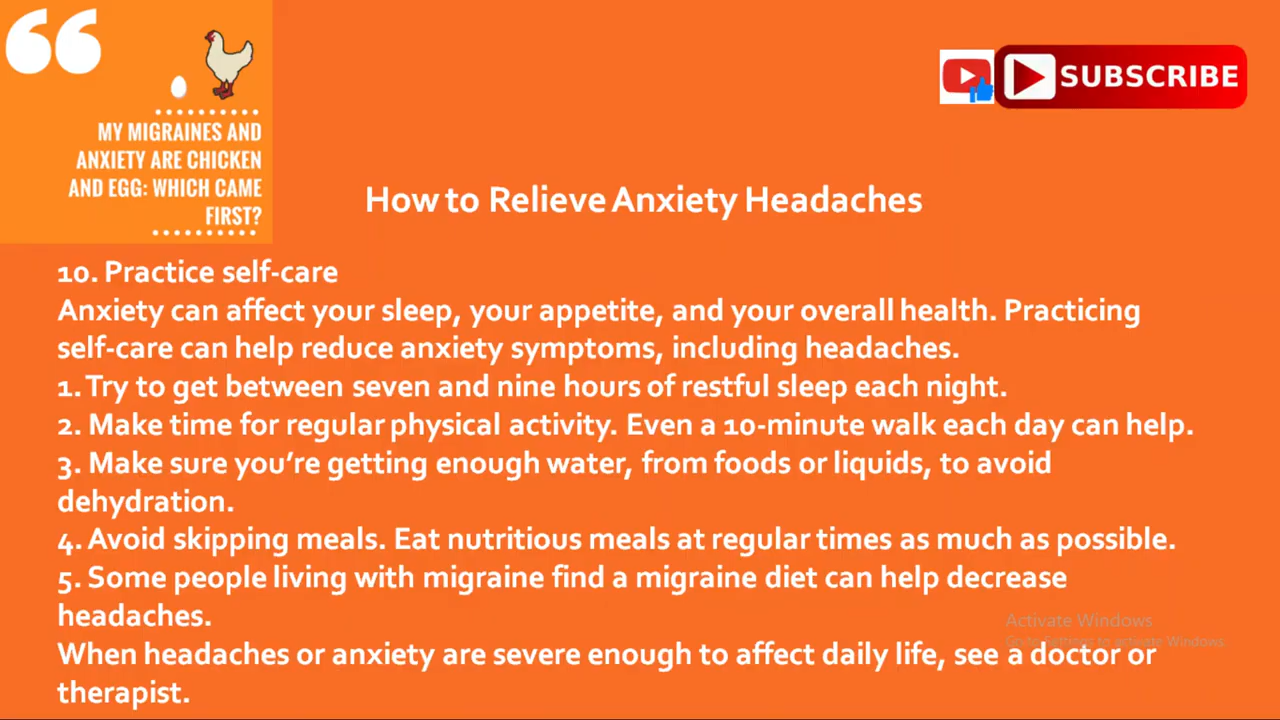 MY MIGRAINES AND
ANXIETY ARE CHICKEN
AND EGG: WHICH CAME
FIRST?
SUBSCRIBE
How to Relieve Anxiety Headaches
10. Practice self-care
Anxiety can affect your sleep, your appetite, and your overall health. Practicing
self-care can help reduce anxiety symptoms, including headaches.
1. Try to get between seven and nine hours of restful sleep each night.
2. Make time for regular physical activity. Even a 10-minute walk each day can help.
3. Make sure you’re getting enough water, from foods or liquids, to avoid
dehydration.
4. Avoid skipping meals. Eat nutritious meals at regular times as much as possible.
5. Some people living with migraine find a migraine diet can help decrease
headaches.
When headaches or anxiety are severe enough to affect daily life, see a doctor or
therapist.
Activate Windows
Go to Settings to activate Windows.